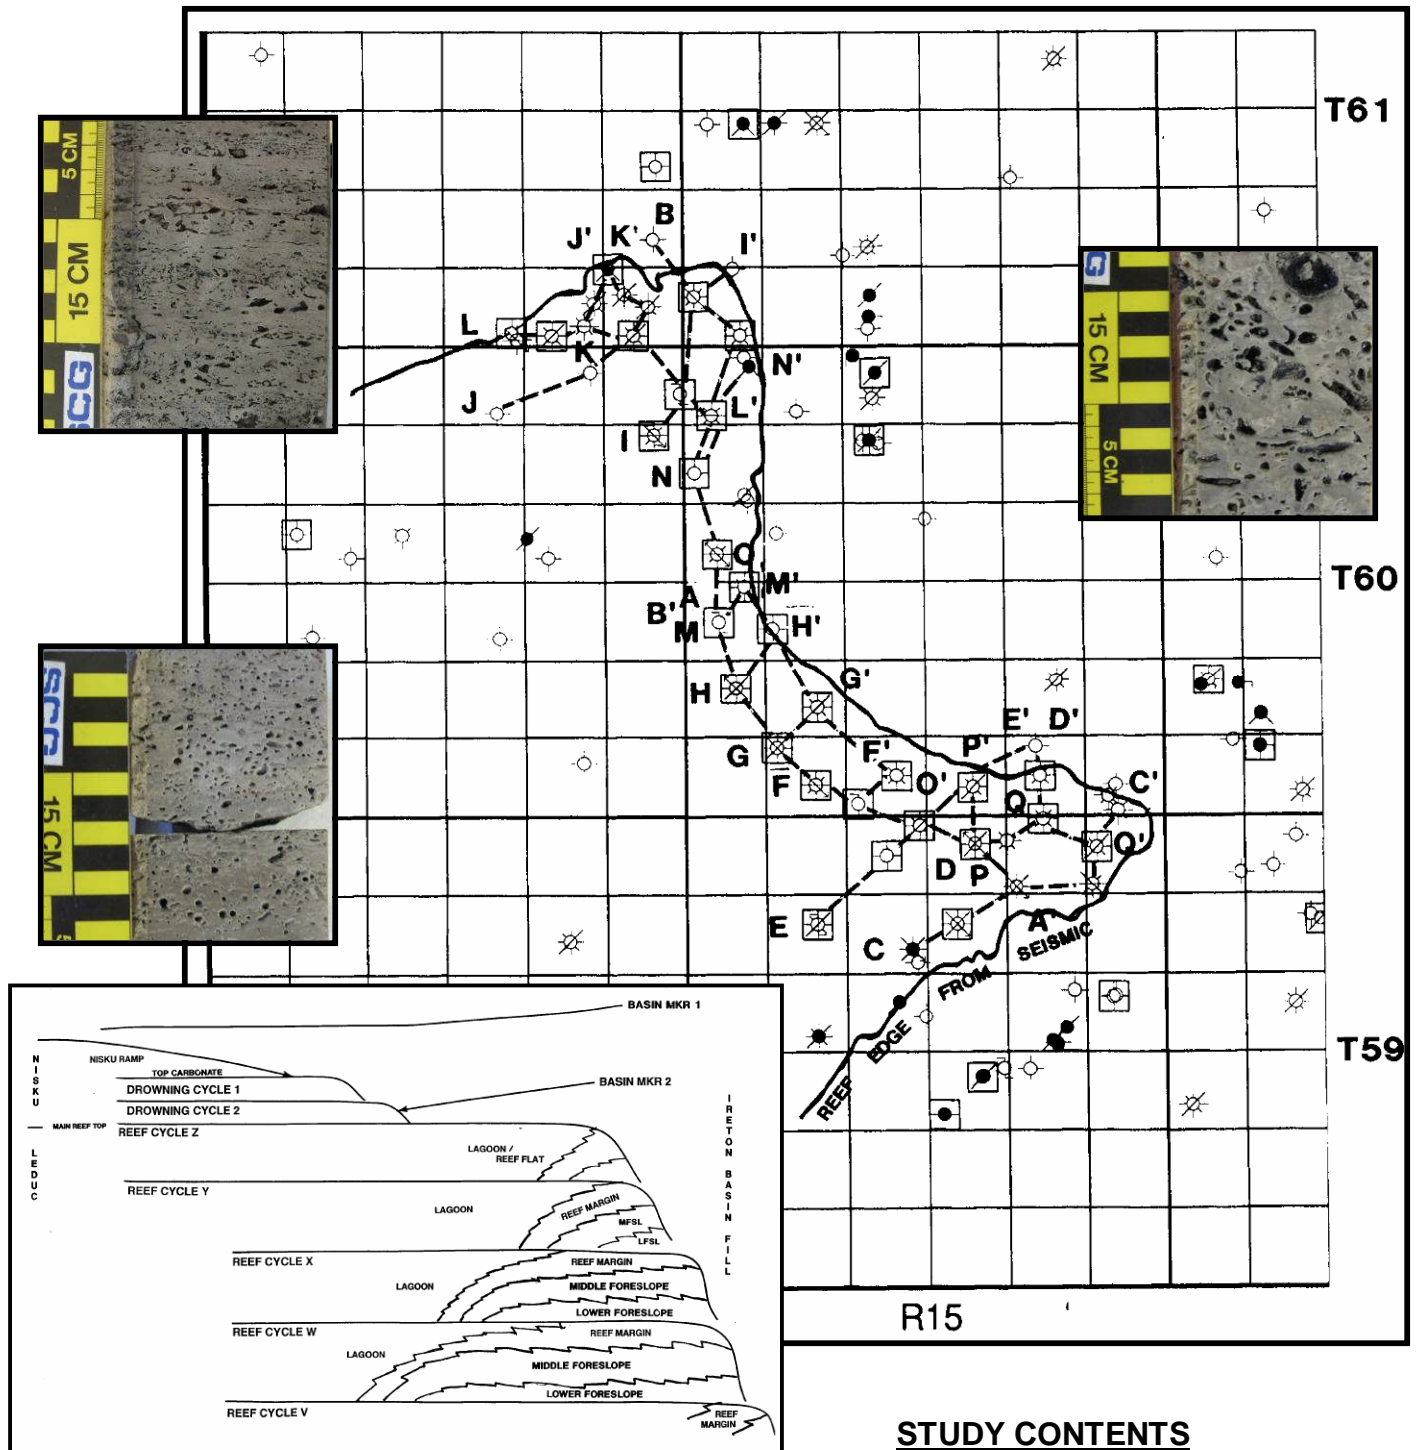 T61
5 CM
15 CM
SCG
B
J'
K'
I'
L
K
N'
J
L'
I
N
G
15 CM
5 CM
O
T60
A
M'
B'
M
H'
H
G'
E'
D'
G
F'
P'
F
O'
C'
Q
Q'
D
P
E
C
A'
REEF EDGE FROM SEISMIC
SCG
15 CM
5
T59
R15
BASIN MKR 1
NISKU
NISKU RAMP
TOP CARBONATE
DROWNING CYCLE 1
BASIN MKR 2
DROWNING CYCLE 2
MAIN REEF TOP
REEF CYCLE Z
LEDUC
LAGOON /
REEF FLAT
IRETON BASIN FILL
REEF CYCLE Y
LAGOON
REEF MARGIN
MFSL
LFSL
REEF CYCLE X
REEF MARGIN
LAGOON
MIDDLE FORESLOPE
LOWER FORESLOPE
REEF CYCLE W
REEF MARGIN
LAGOON
MIDDLE FORESLOPE
LOWER FORESLOPE
REEF CYCLE V
REEF
MARGIN
STUDY CONTENTS